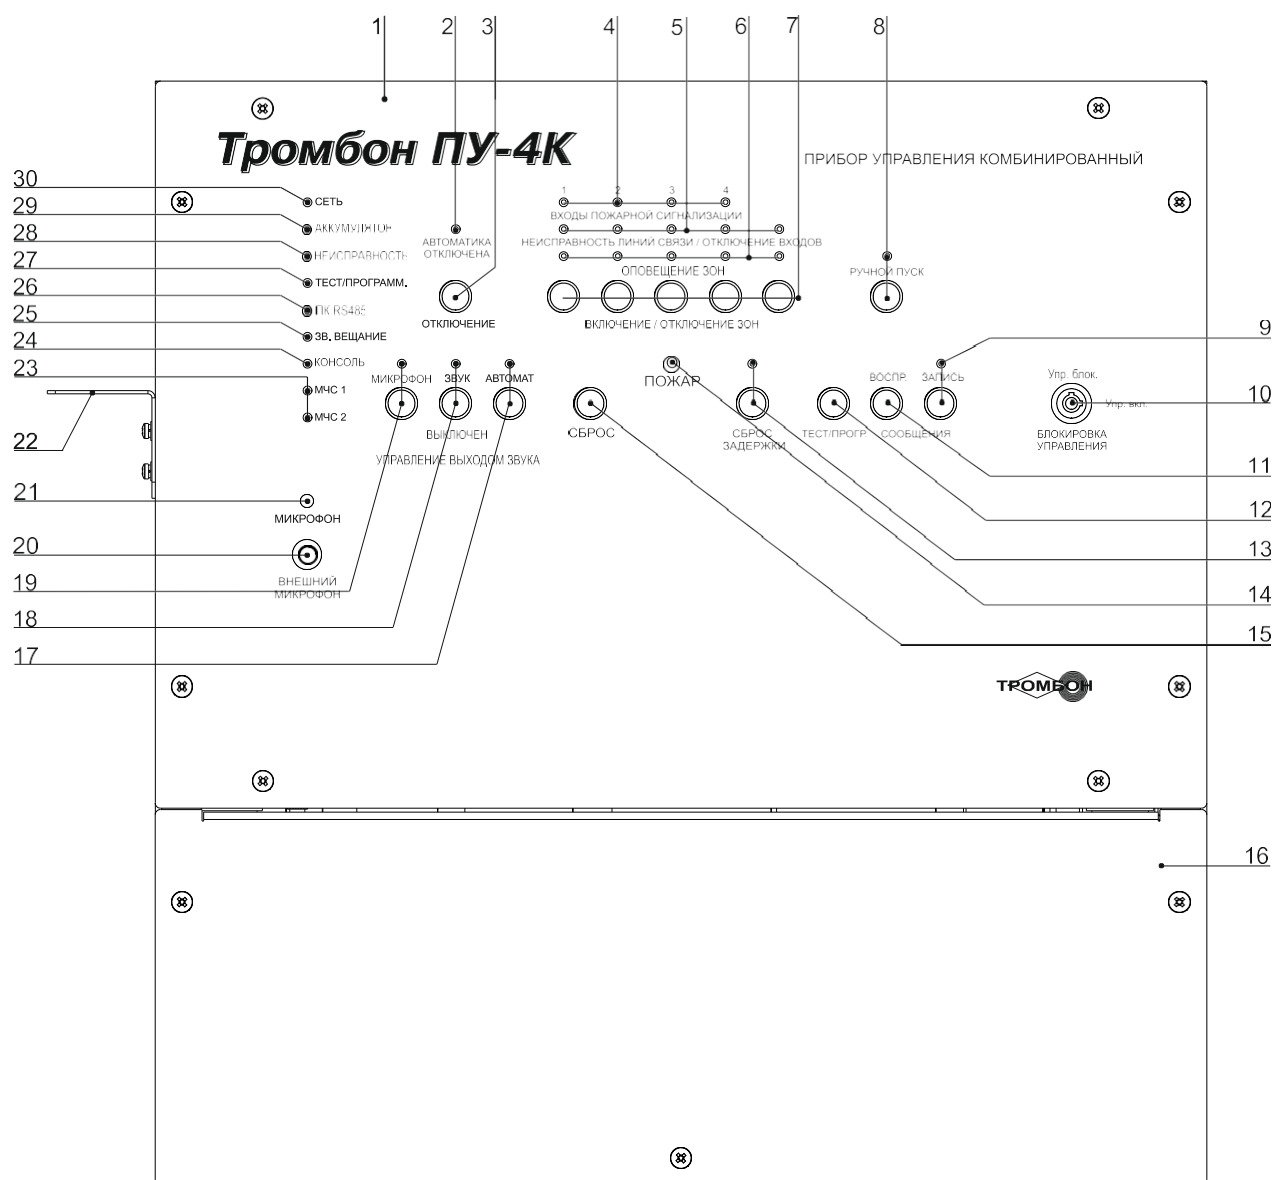 1
2
3
4
5
6
7
8
Тромбон ПУ-4К
ПРИБОР УПРАВЛЕНИЯ КОМБИНИРОВАННЫЙ
30
29
28
27
26
25
24
23
22
21
20
19
18
17
СЕТЬ
АККУМУЛЯТОР
НЕИСПРАВНОСТЬ
ТЕСТ/ПРОГРАММ.
ПК RS485
ЗВ. ВЕЩАНИЕ
КОНСОЛЬ
МЧС 1
МЧС 2
МИКРОФОН
ВНЕШНИЙ
МИКРОФОН
АВТОМАТИКА
ОТКЛЮЧЕНА
ОТКЛЮЧЕНИЕ
1 2 3 4
ВХОДЫ ПОЖАРНОЙ СИГНАЛИЗАЦИИ
НЕИСПРАВНОСТЬ ЛИНИЙ СВЯЗИ / ОТКЛЮЧЕНИЕ ВХОДОВ
ОПОВЕЩЕНИЕ ЗОН
ВКЛЮЧЕНИЕ / ОТКЛЮЧЕНИЕ ЗОН
РУЧНОЙ ПУСК
МИКРОФОН ЗВУК АВТОМАТ
ВЫКЛЮЧЕН
УПРАВЛЕНИЕ ВЫХОДОМ ЗВУКА
СБРОС
ПОЖАР
СБРОС
ЗАДЕРЖКИ
ТЕСТ/ПРОГР.
ВОСПР. ЗАПИСЬ
СООБЩЕНИЯ
Упр. блок.
Упр. вкл.
БЛОКИРОВКА
УПРАВЛЕНИЯ
9
10
11
12
13
14
15
ТРОМБОН
16